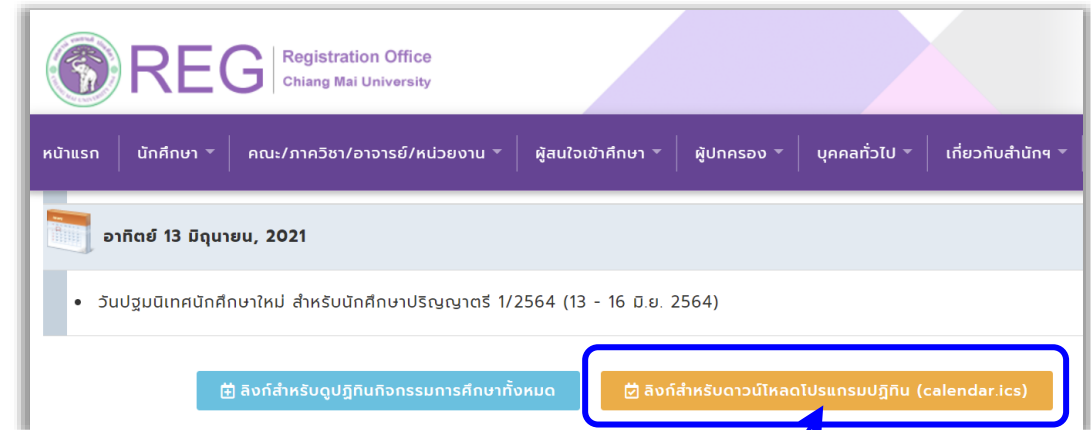 REG
Registration Office
Chiang Mai University
หน้าแรก นักศึกษา คณะ/ภาควิชา/อาจารย์/หน่วยงาน ผู้สนใจเข้าศึกษา ผู้ปกครอง บุคคลทั่วไป เกี่ยวกับสำนักฯ
อาทิตย์ 13 มิถุนายน, 2021
• วันปฐมนิเทศนักศึกษาใหม่ สำหรับนักศึกษาปริญญาตรี 1/2564 (13 - 16 มิ.ย. 2564)
ลิงก์สำหรับดูปฏิทินกิจกรรมการศึกษาทั้งหมด ลิงก์สำหรับดาวน์โหลดโปรแกรมปฏิทิน (calendar.ics)